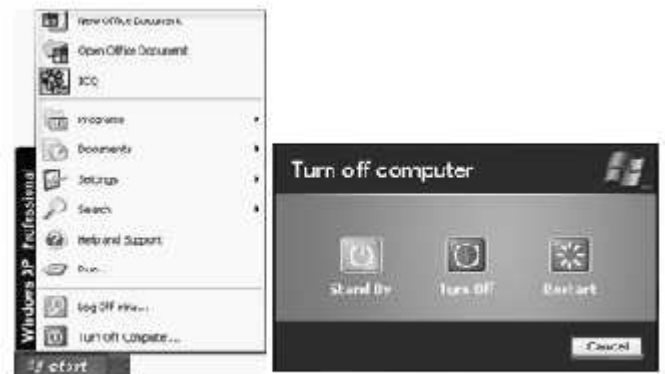 New Office Document
Open Office Document
ICQ
Programs
Documents
Settings
Search
Help and Support
Run...
Log Off
Turn Off Computer...
Windows XP Professional
start
Turn off computer
Stand By
Turn Off
Restart
Cancel